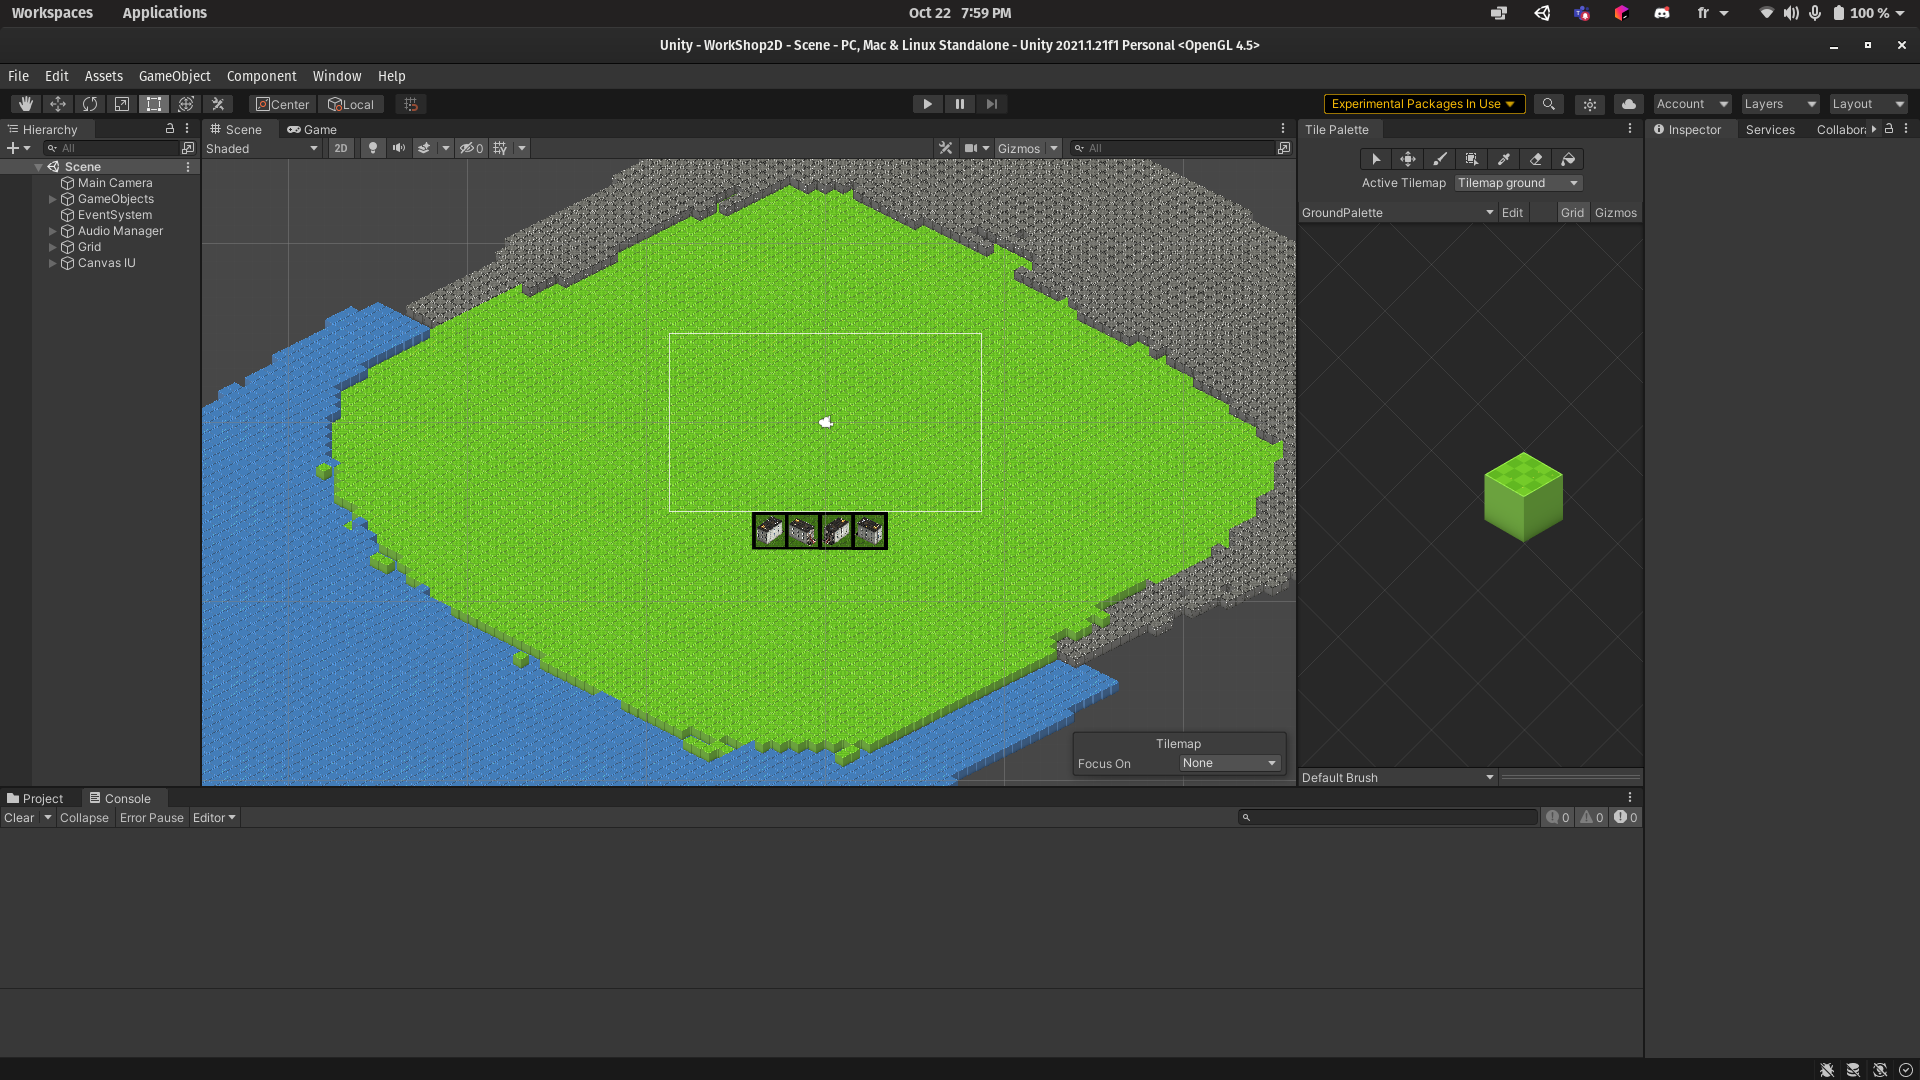 Workspaces Applications Oct 22 7:59 PM fr 100 %
Unity - WorkShop2D - Scene - PC, Mac & Linux Standalone - Unity 2021.1.21f1 Personal <OpenGL 4.5>
File Edit Assets GameObject Component Window Help
Center Local Experimental Packages In Use Account Layers Layout
Hierarchy Scene Game Tile Palette Inspector Services Collabora
All Shaded 2D 0 Gizmos All
Scene
Main Camera
GameObjects
EventSystem
Audio Manager
Grid
Canvas IU
Active Tilemap Tilemap ground
GroundPalette Edit Grid Gizmos
Tilemap
Focus On None
Default Brush
Project Console
Clear Collapse Error Pause Editor 0 0 0